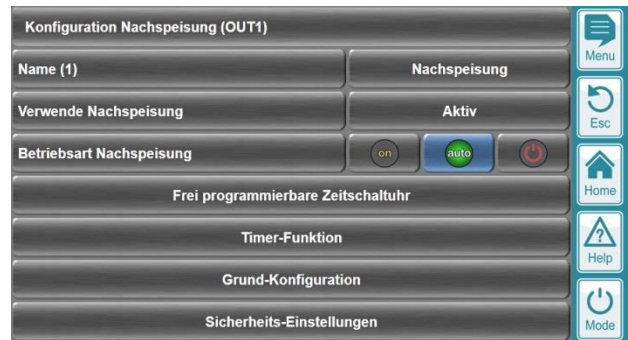 Konfiguration Nachspeisung (OUT1)
Menu
Name (1) Nachspeisung
Verwende Nachspeisung Aktiv
Esc
Betriebsart Nachspeisung on auto
Frei programmierbare Zeitschaltuhr
Home
Timer-Funktion
Help
Grund-Konfiguration
Sicherheits-Einstellungen
Mode